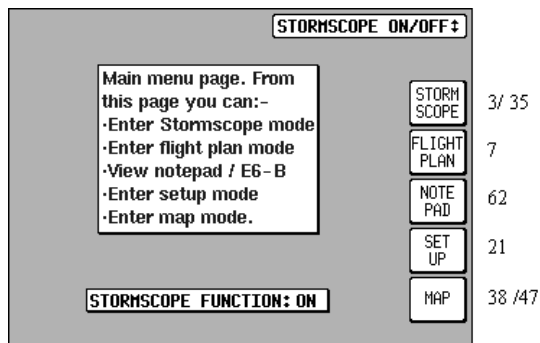 STORMSCOPE ON/OFF↕
Main menu page. From
this page you can:-
·Enter Stormscope mode
·Enter flight plan mode
·View notepad / E6-B
·Enter setup mode
·Enter map mode.
STORM
SCOPE
3/ 35
FLIGHT
PLAN
7
NOTE
PAD
62
SET
UP
21
MAP
38 /47
STORMSCOPE FUNCTION: ON